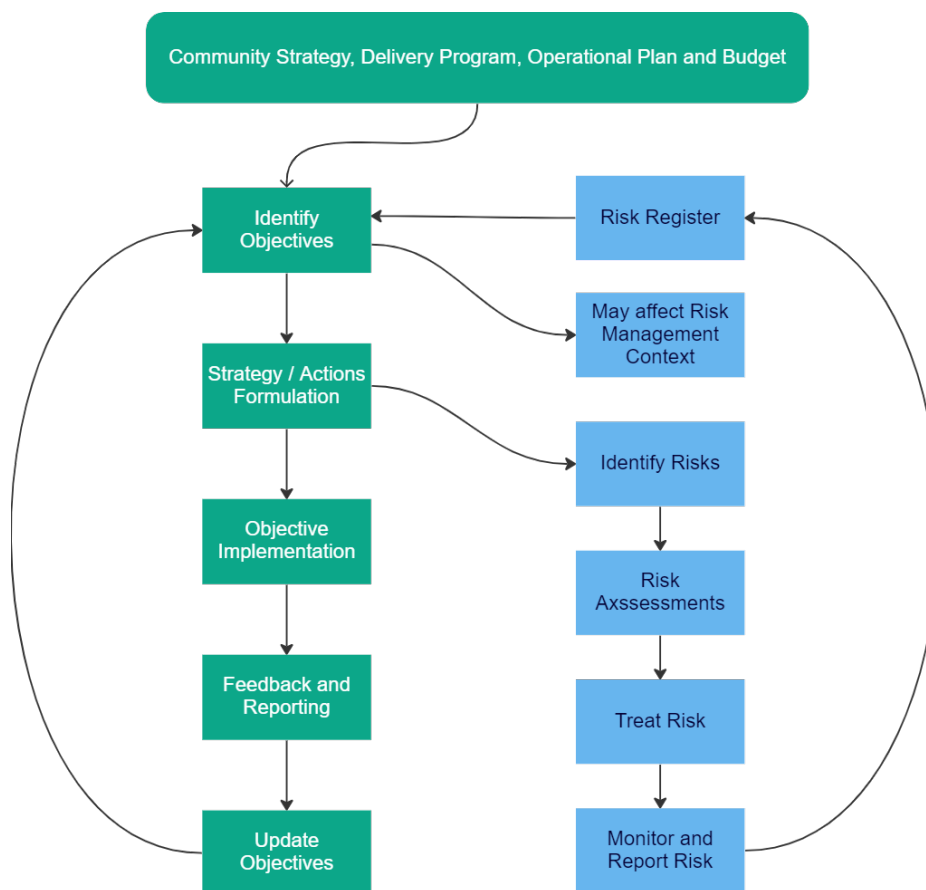 Community Strategy, Delivery Program, Operational Plan and Budget
Identify
Objectives
Risk Register
May affect Risk
Management
Context
Strategy / Actions
Formulation
Identify Risks
Objective
Implementation
Risk
Axssessments
Feedback and
Reporting
Treat Risk
Update
Objectives
Monitor and
Report Risk